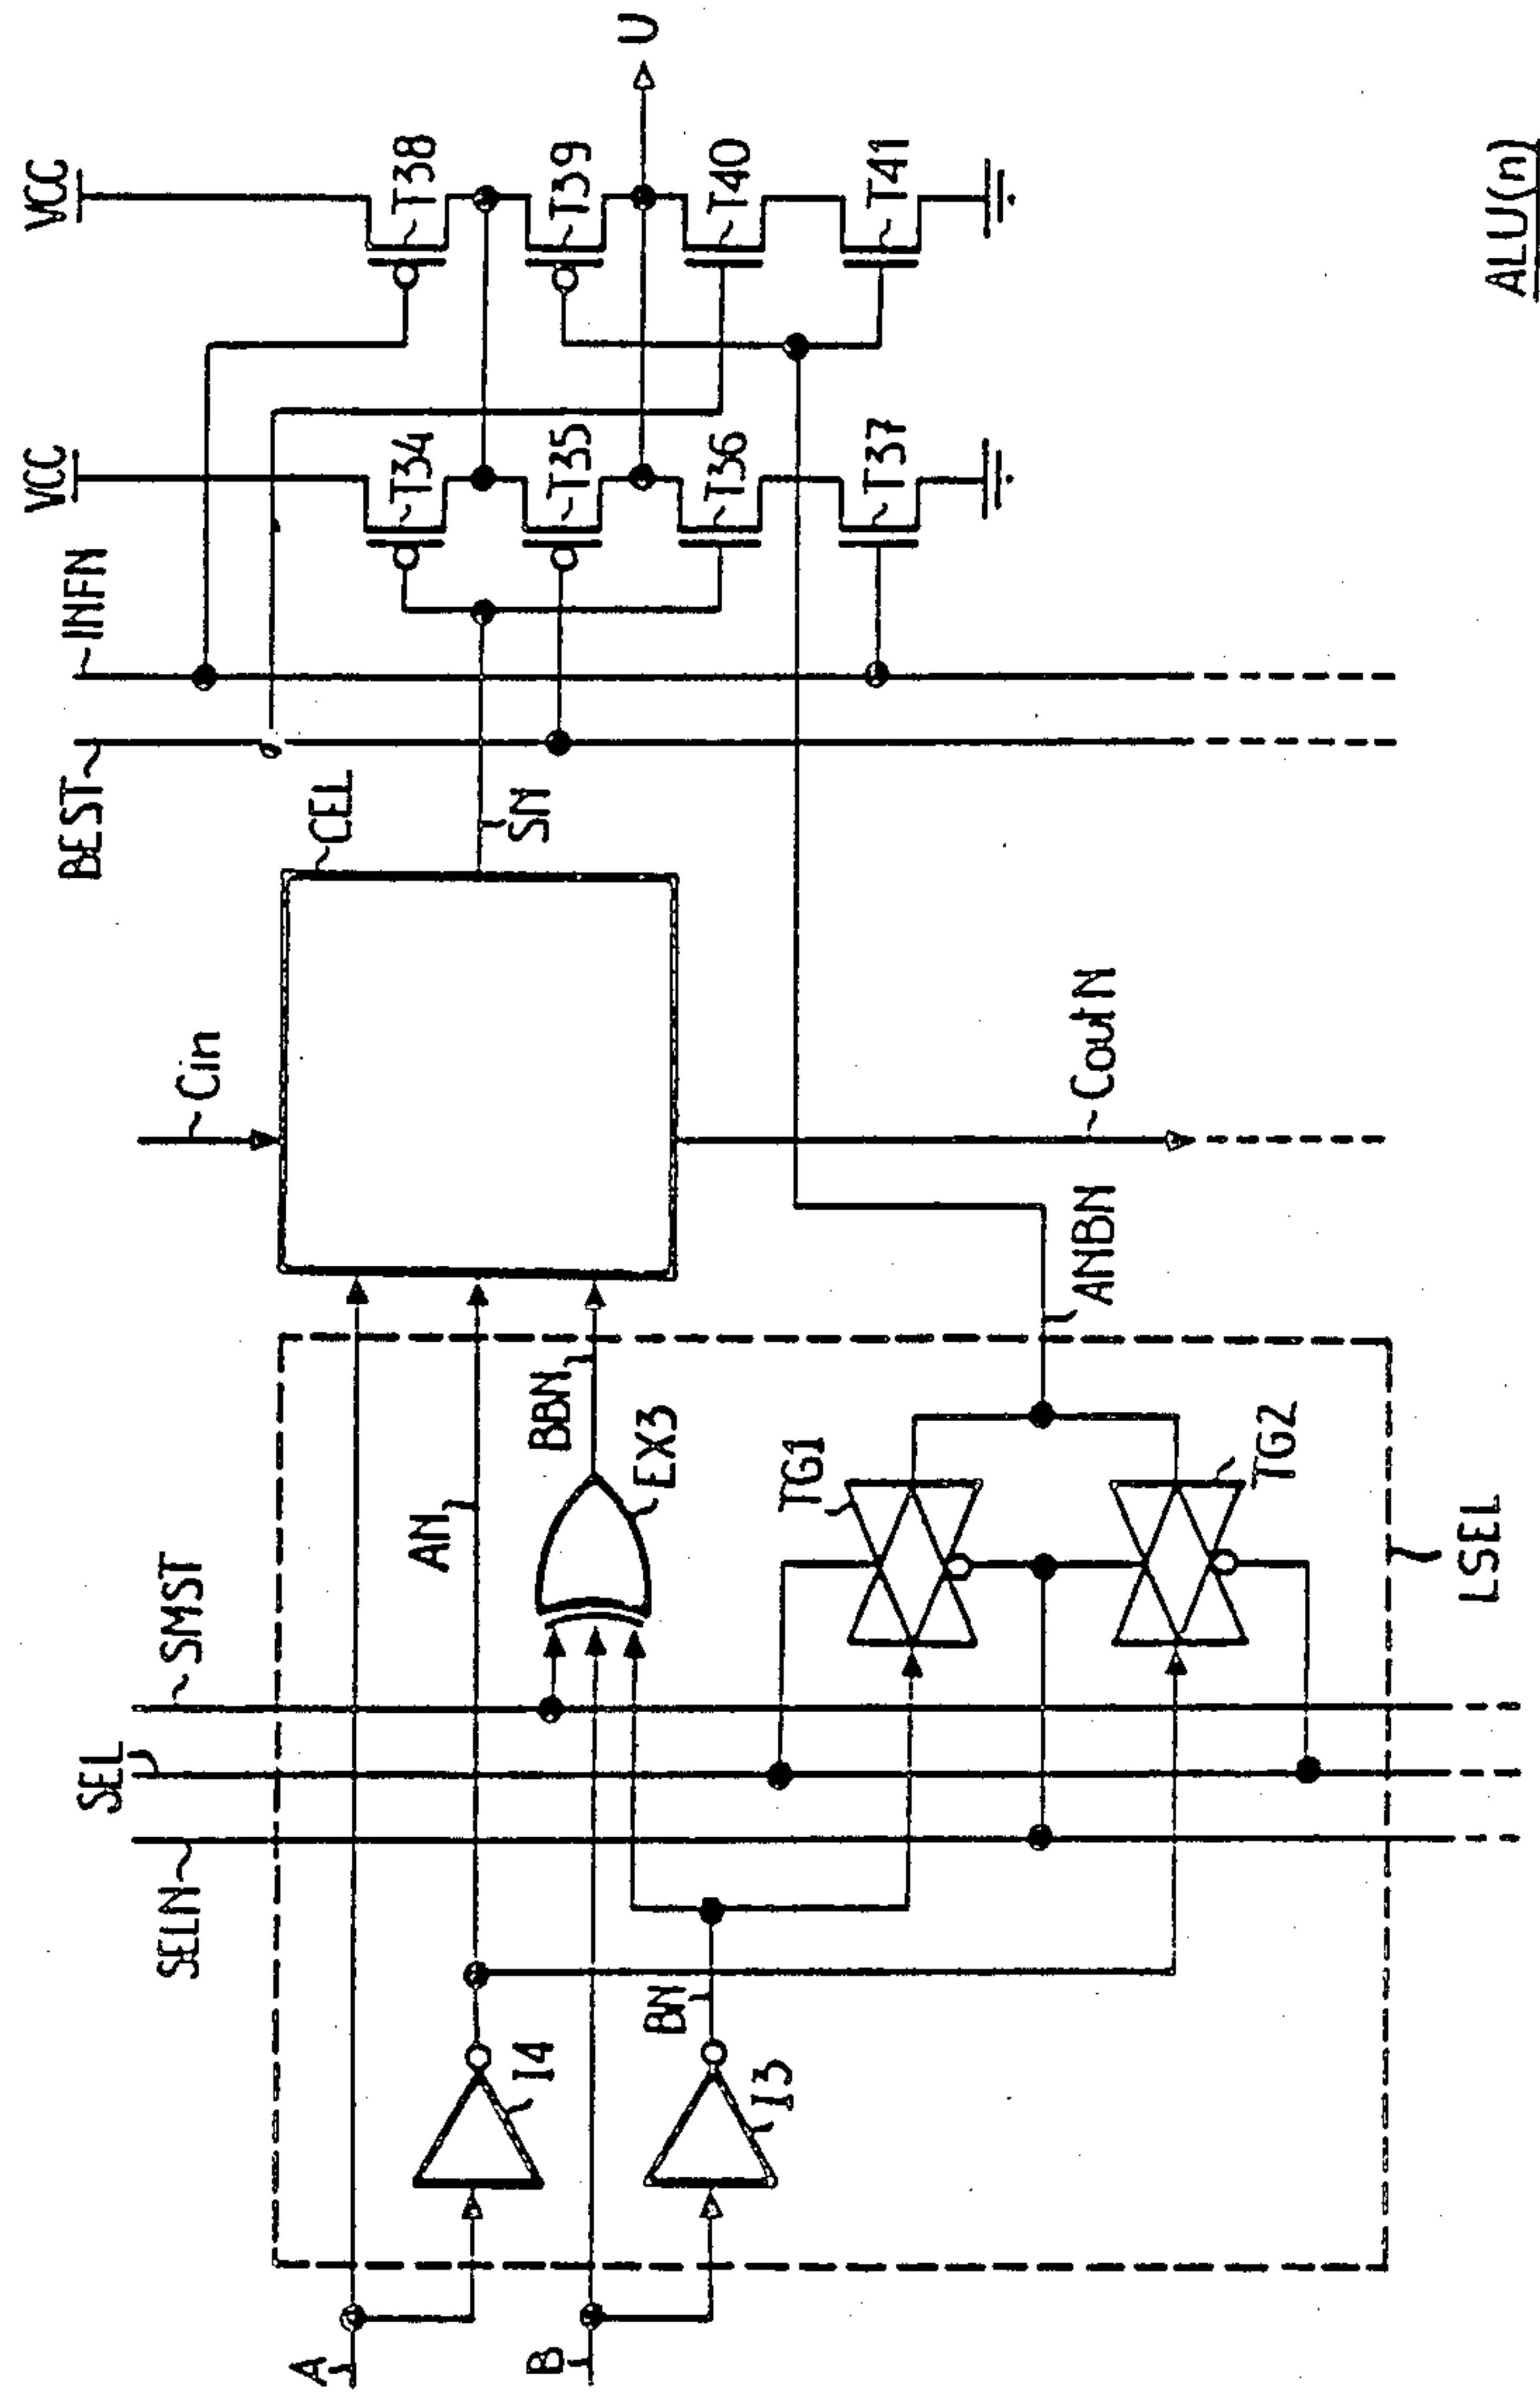 A
B
I4
I3
BN
SELN
SEL
SMST
AN
BBN
EX3
TG1
TG2
LSEL
ANBN
Cin
CoutN
CEL
SN
BEST
INFN
VCC
T34
T35
T36
T37
VCC
T38
T39
T40
T41
U
ALU(n)